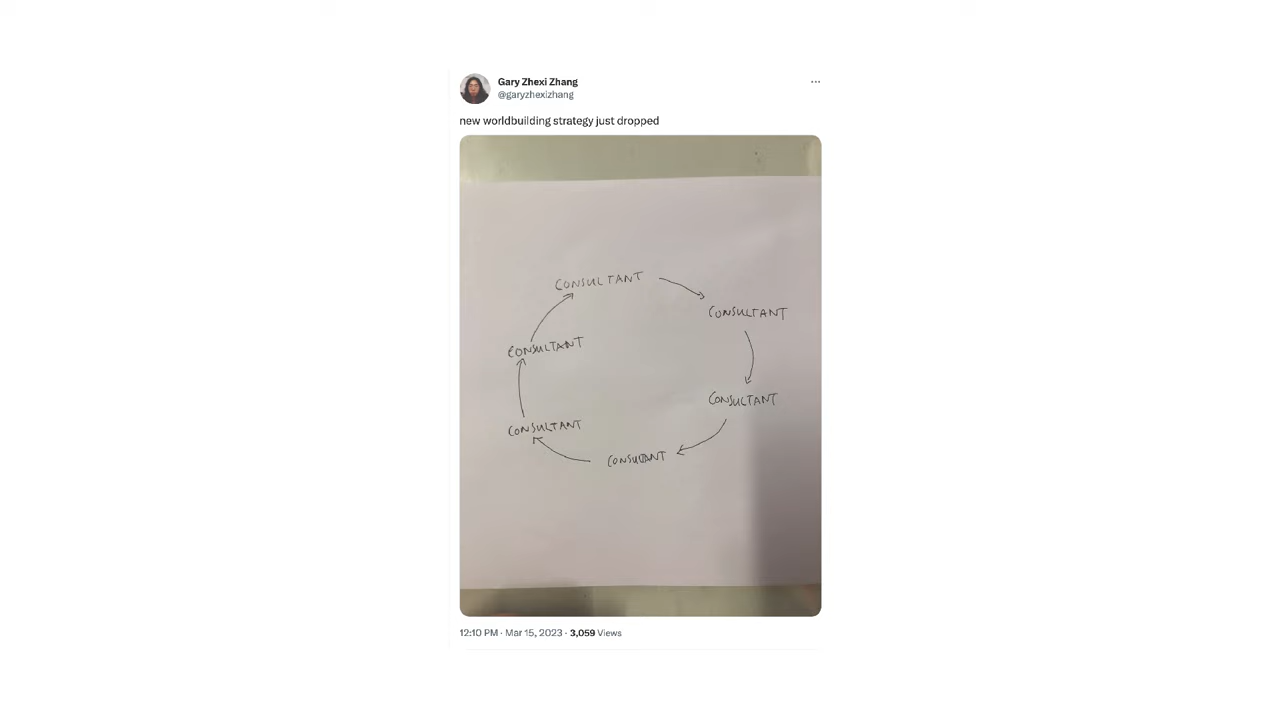 Gary Zhexi Zhang
@garyzhexizhang
new worldbuilding strategy just dropped
CONSULTANT
CONSULTANT
CONSULTANT
CONSULTANT
CONSULTANT
CONSULTANT
12:10 PM · Mar 15, 2023 · 3,059 Views